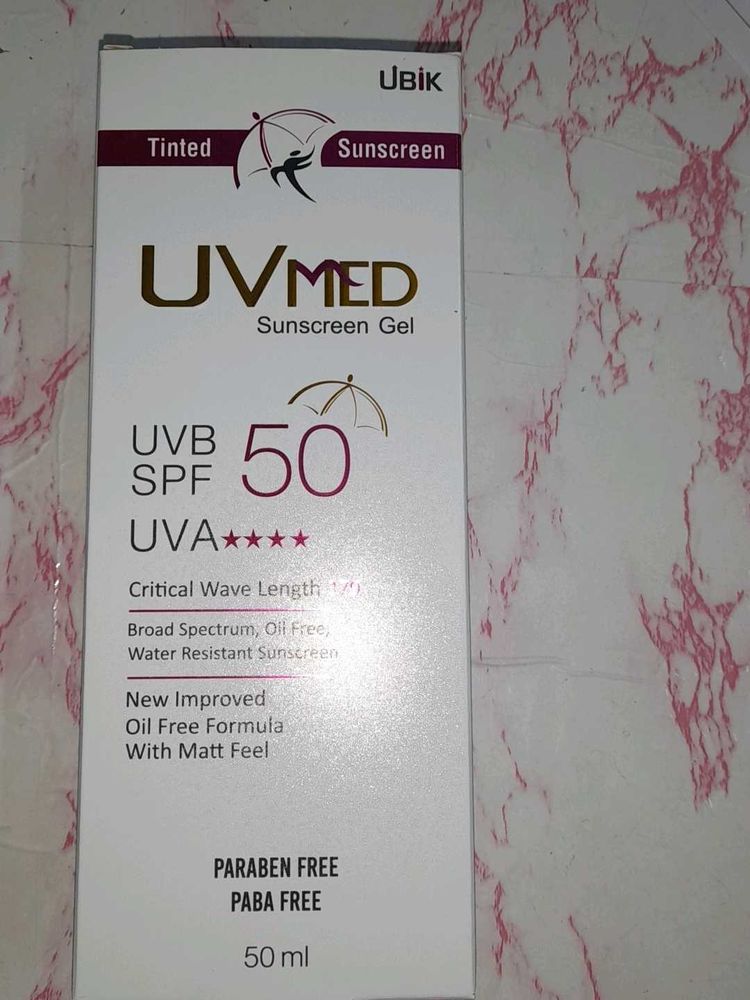 UBiK
Tinted Sunscreen
UVMED
Sunscreen Gel
UVB
SPF 50
UVA★★★★
Critical Wave Length
Broad Spectrum, Oil Free,
Water Resistant Sunscreen
New Improved
Oil Free Formula
With Matt Feel
PARABEN FREE
PABA FREE
50 ml